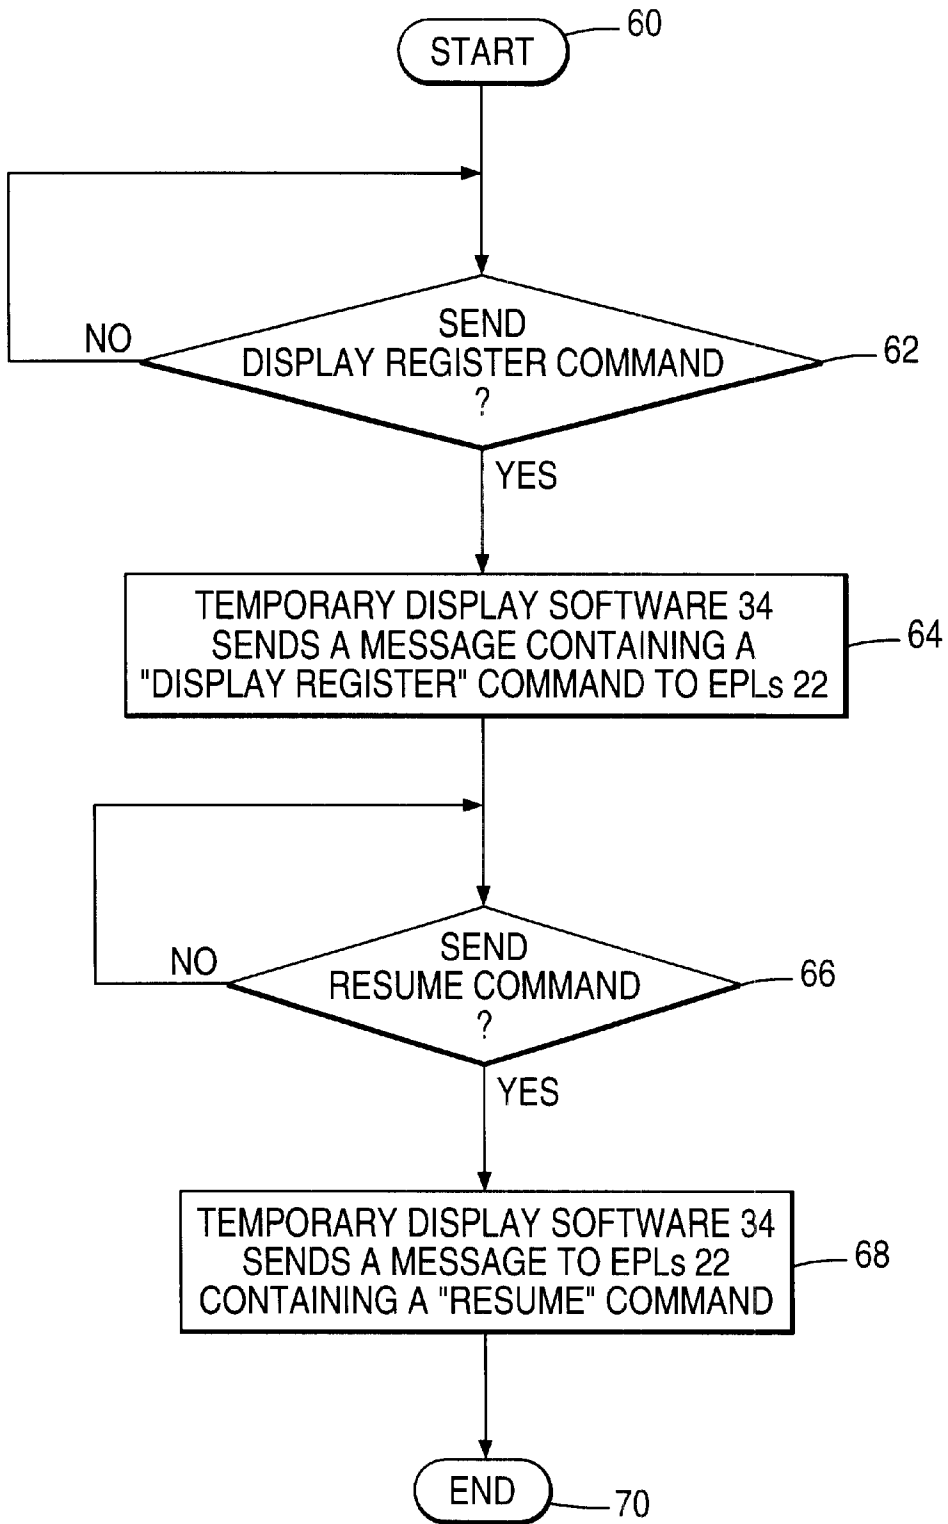 START
60
SEND
DISPLAY REGISTER COMMAND
?
62
NO
YES
TEMPORARY DISPLAY SOFTWARE 34
SENDS A MESSAGE CONTAINING A
"DISPLAY REGISTER" COMMAND TO EPLs 22
64
SEND
RESUME COMMAND
?
66
NO
YES
TEMPORARY DISPLAY SOFTWARE 34
SENDS A MESSAGE TO EPLs 22
CONTAINING A "RESUME" COMMAND
68
END
70